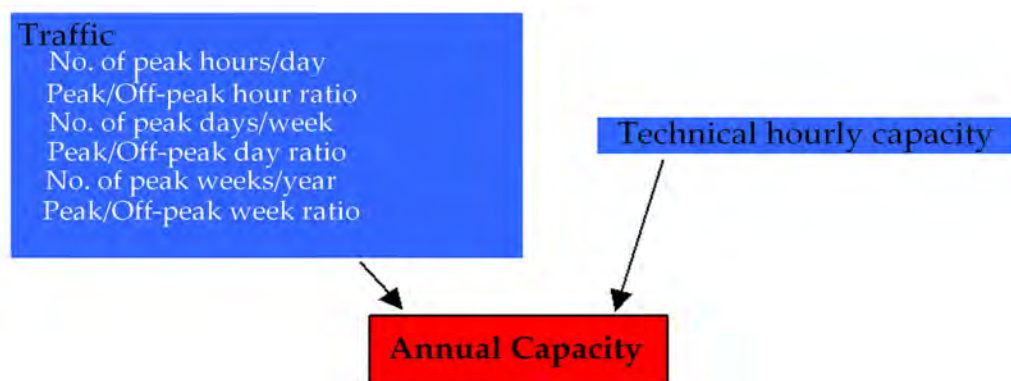 Traffic
No. of peak hours/day
Peak/Off-peak hour ratio
No. of peak days/week
Peak/Off-peak day ratio
No. of peak weeks/year
Peak/Off-peak week ratio
Technical hourly capacity
Annual Capacity